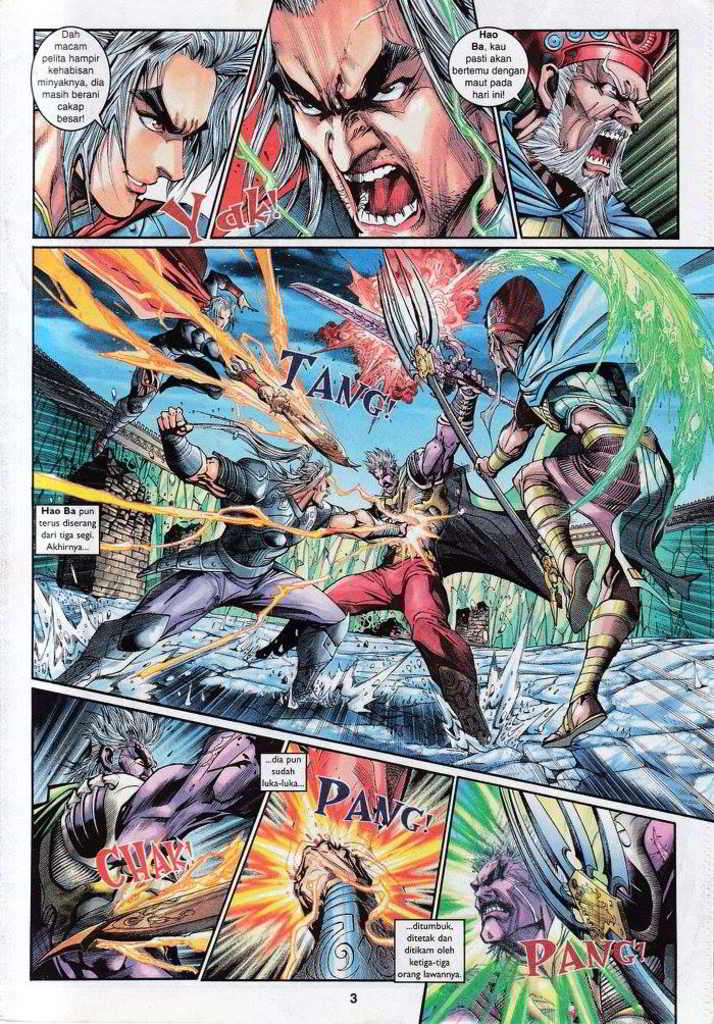 Dah
macam
pelita hampir
kehabisan
minyaknya, dia
masih berani
cakap
besar!
Yak!
Hao
Ba, kau
pasti akan
bertemu dengan
maut pada
hari ini!
TANG!
Hao Ba pun
terus diserang
dari tiga segi.
Akhirnya...
CHAK!
...dia pun
sudah
luka-luka...
PANG!
...ditumbuk,
ditetak dan
ditikam oleh
ketiga-tiga
orang lawannya.
PANG!
3